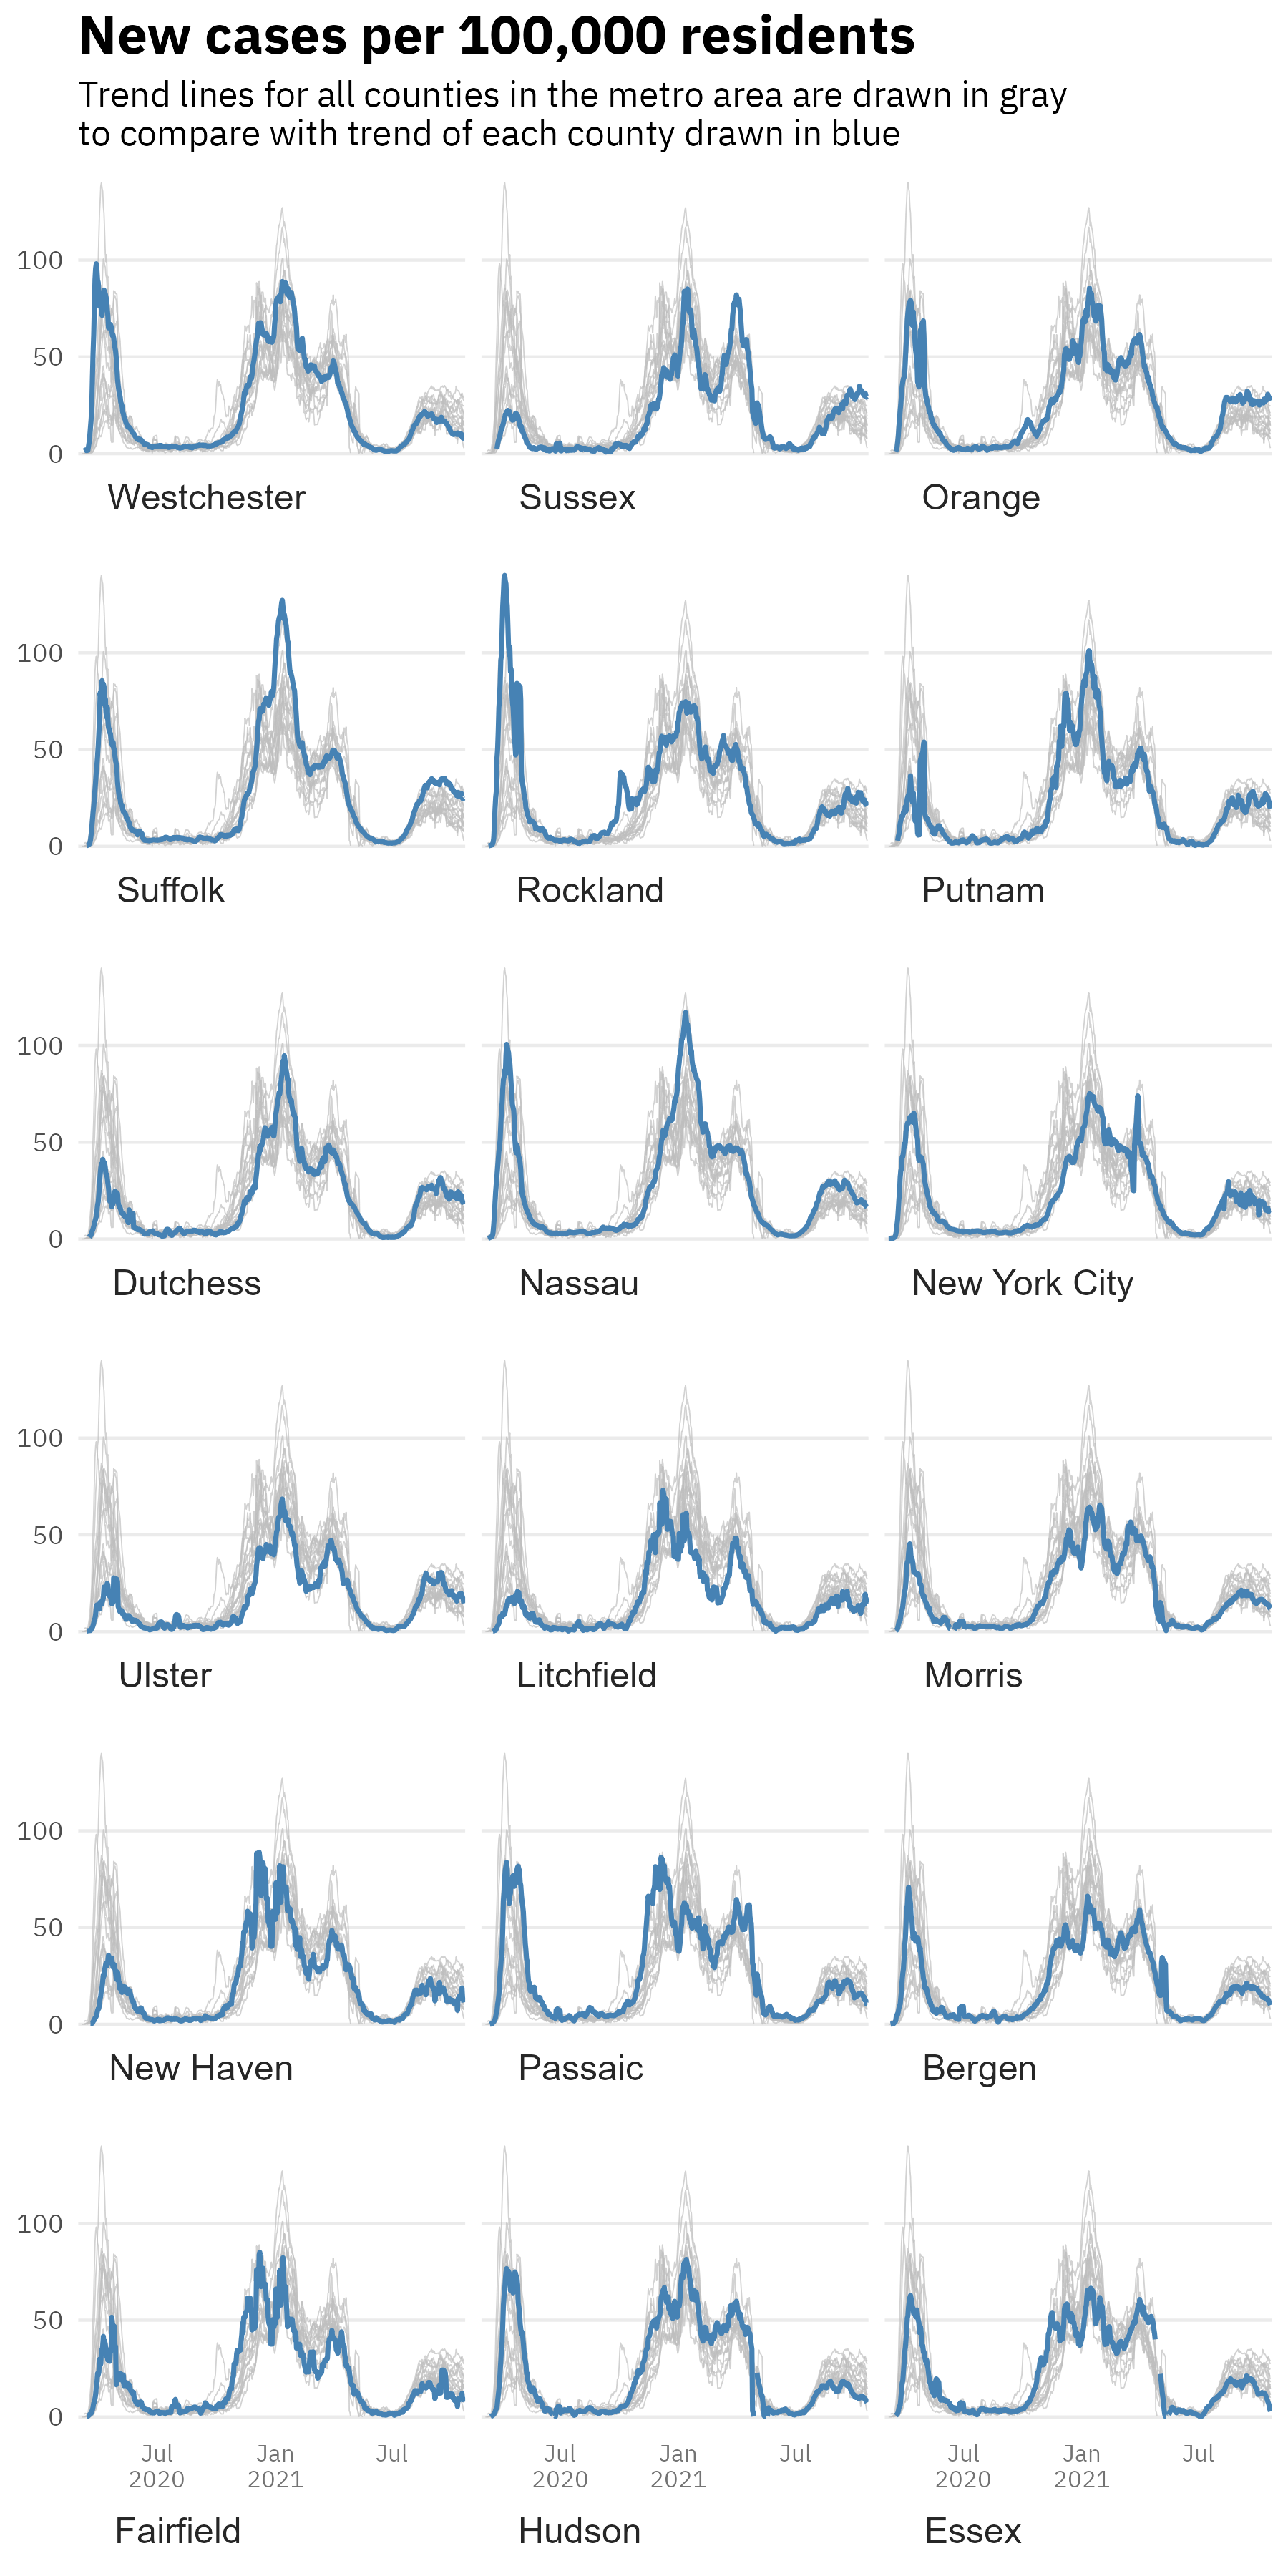 New cases per 100,000 residents
Trend lines for all counties in the metro area are drawn in gray
to compare with trend of each county drawn in blue
100
50
0
Westchester Sussex Orange
100
50
0
Suffolk Rockland Putnam
100
50
0
Dutchess Nassau New York City
100
50
0
Ulster Litchfield Morris
100
50
0
New Haven Passaic Bergen
100
50
0
Jul Jan Jul Jul Jan Jul Jul Jan Jul
2020 2021 2020 2021 2020 2021
Fairfield Hudson Essex